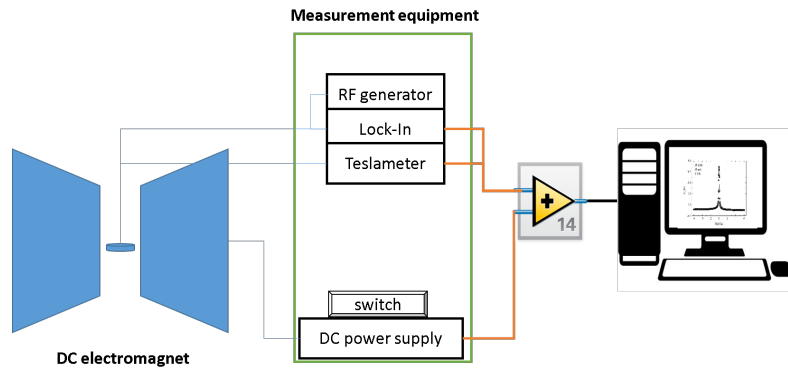 Measurement equipment
RF generator
Lock-In
Teslameter
14
switch
DC power supply
DC electromagnet